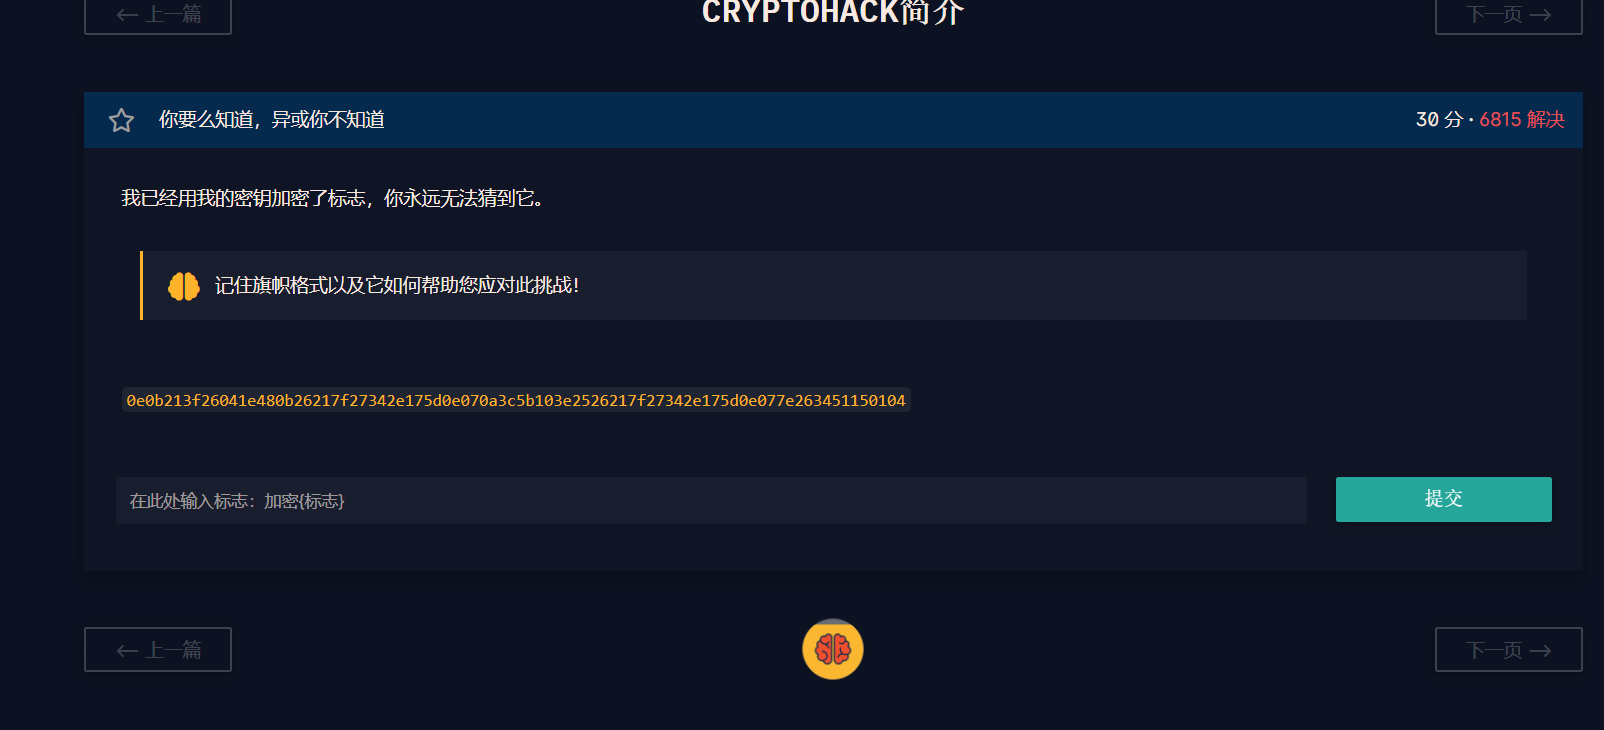 ← 上一篇
CRYPTOHACK简介
下一页 →
你要么知道，异或你不知道
30 分 · 6815 解决
我已经用我的密钥加密了标志，你永远无法猜到它。
记住旗帜格式以及它如何帮助您应对此挑战！
0e0b213f26041e480b26217f27342e175d0e070a3c5b103e2526217f27342e175d0e077e263451150104
在此处输入标志：加密{标志}
提交
← 上一篇
下一页 →